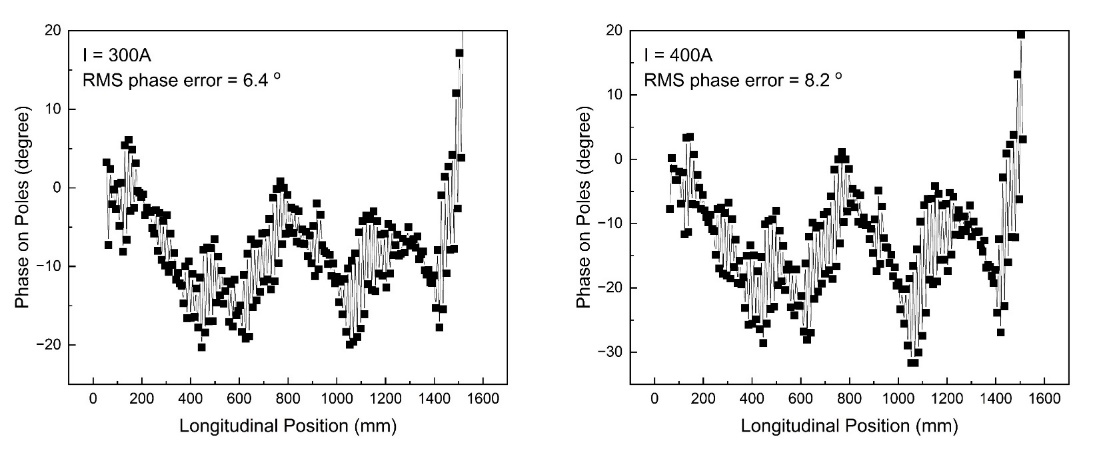 I = 300A
RMS phase error = 6.4 °
20
10
0
−10
−20
Phase on Poles (degree)
0 200 400 600 800 1000 1200 1400 1600
Longitudinal Position (mm)
I = 400A
RMS phase error = 8.2 °
20
10
0
−10
−20
−30
Phase on Poles (degree)
0 200 400 600 800 1000 1200 1400 1600
Longitudinal Position (mm)